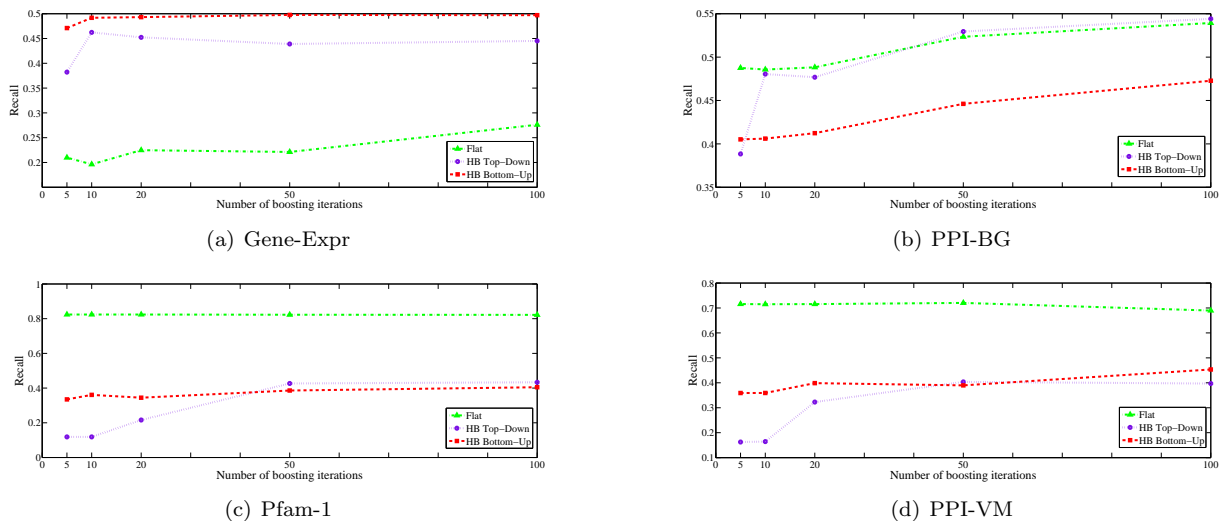 0.5
0.45
0.4
0.35
0.3
0.25
0.2
Recall
0 5 10 20 50 100
Number of boosting iterations
Flat
HB Top–Down
HB Bottom–Up
(a) Gene-Expr
0.55
0.5
0.45
0.4
0.35
Recall
0 5 10 20 50 100
Number of boosting iterations
Flat
HB Top–Down
HB Bottom–Up
(b) PPI-BG
1
0.8
0.6
0.4
0.2
0
Recall
0 5 10 20 50 100
Number of boosting iterations
Flat
HB Top–Down
HB Bottom–Up
(c) Pfam-1
0.8
0.7
0.6
0.5
0.4
0.3
0.2
0.1
Recall
0 5 10 20 50 100
Number of boosting iterations
Flat
HB Top–Down
HB Bottom–Up
(d) PPI-VM